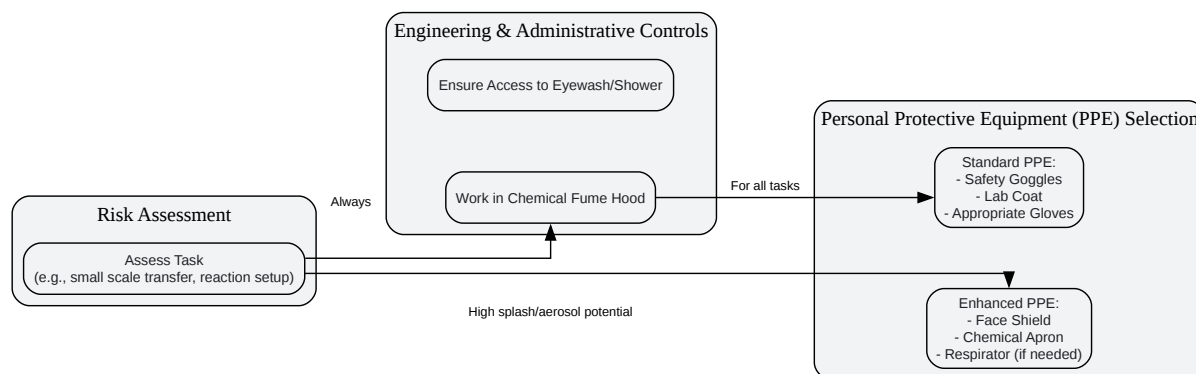 Engineering & Administrative Controls
Ensure Access to Eyewash/Shower
Personal Protective Equipment (PPE) Selection
Standard PPE:
- Safety Goggles
- Lab Coat
- Appropriate Gloves
For all tasks
Work in Chemical Fume Hood
Always
Risk Assessment
Assess Task
(e.g., small scale transfer, reaction setup)
High splash/aerosol potential
Enhanced PPE:
- Face Shield
- Chemical Apron
- Respirator (if needed)